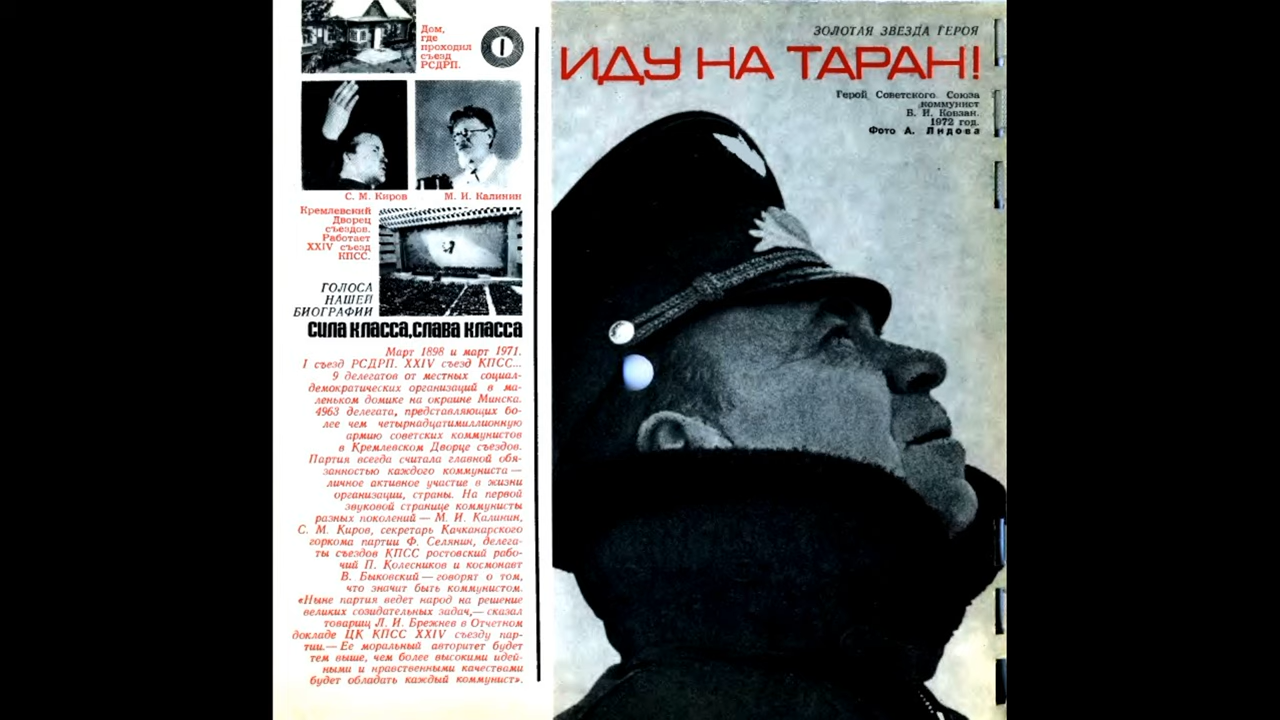 Дом,
где
проходил
съезд
РСДРП.
1
С. М. Киров
М. И. Калинин
Кремлевский
Дворец
съездов.
Работает
XXIV съезд
КПСС.
ГОЛОСА
НАШЕЙ
БИОГРАФИИ
СИЛА КЛАССА, СЛАВА КЛАССА
Март 1898 и март 1971.
I съезд РСДРП. XXIV съезд КПСС...
9 делегатов от местных социал-
демократических организаций в ма-
леньком домике на окраине Минска.
4963 делегата, представляющих бо-
лее чем четырнадцатимиллионную
армию советских коммунистов
в Кремлевском Дворце съездов.
Партия всегда считала главной обя-
занностью каждого коммуниста —
личное активное участие в жизни
организации, страны. На первой
звуковой странице коммунисты
разных поколений — М. И. Калинин,
С. М. Киров, секретарь Качканарского
горкома партии Ф. Селянин, делега-
ты съездов КПСС ростовский рабо-
чий П. Колесников и космонавт
В. Быковский — говорят о том,
что значит быть коммунистом.
«Ныне партия ведет народ на решение
великих созидательных задач,— сказал
товарищ Л. И. Брежнев в Отчетном
докладе ЦК КПСС XXIV съезду пар-
тии.— Ее моральный авторитет будет
тем выше, чем более высокими идей-
ными и нравственными качествами
будет обладать каждый коммунист».
ЗОЛОТАЯ ЗВЕЗДА ГЕРОЯ
ИДУ НА ТАРАН!
Герой Советского Союза
коммунист
Б. И. Ковзан.
1972 год.
Фото А. Лидова